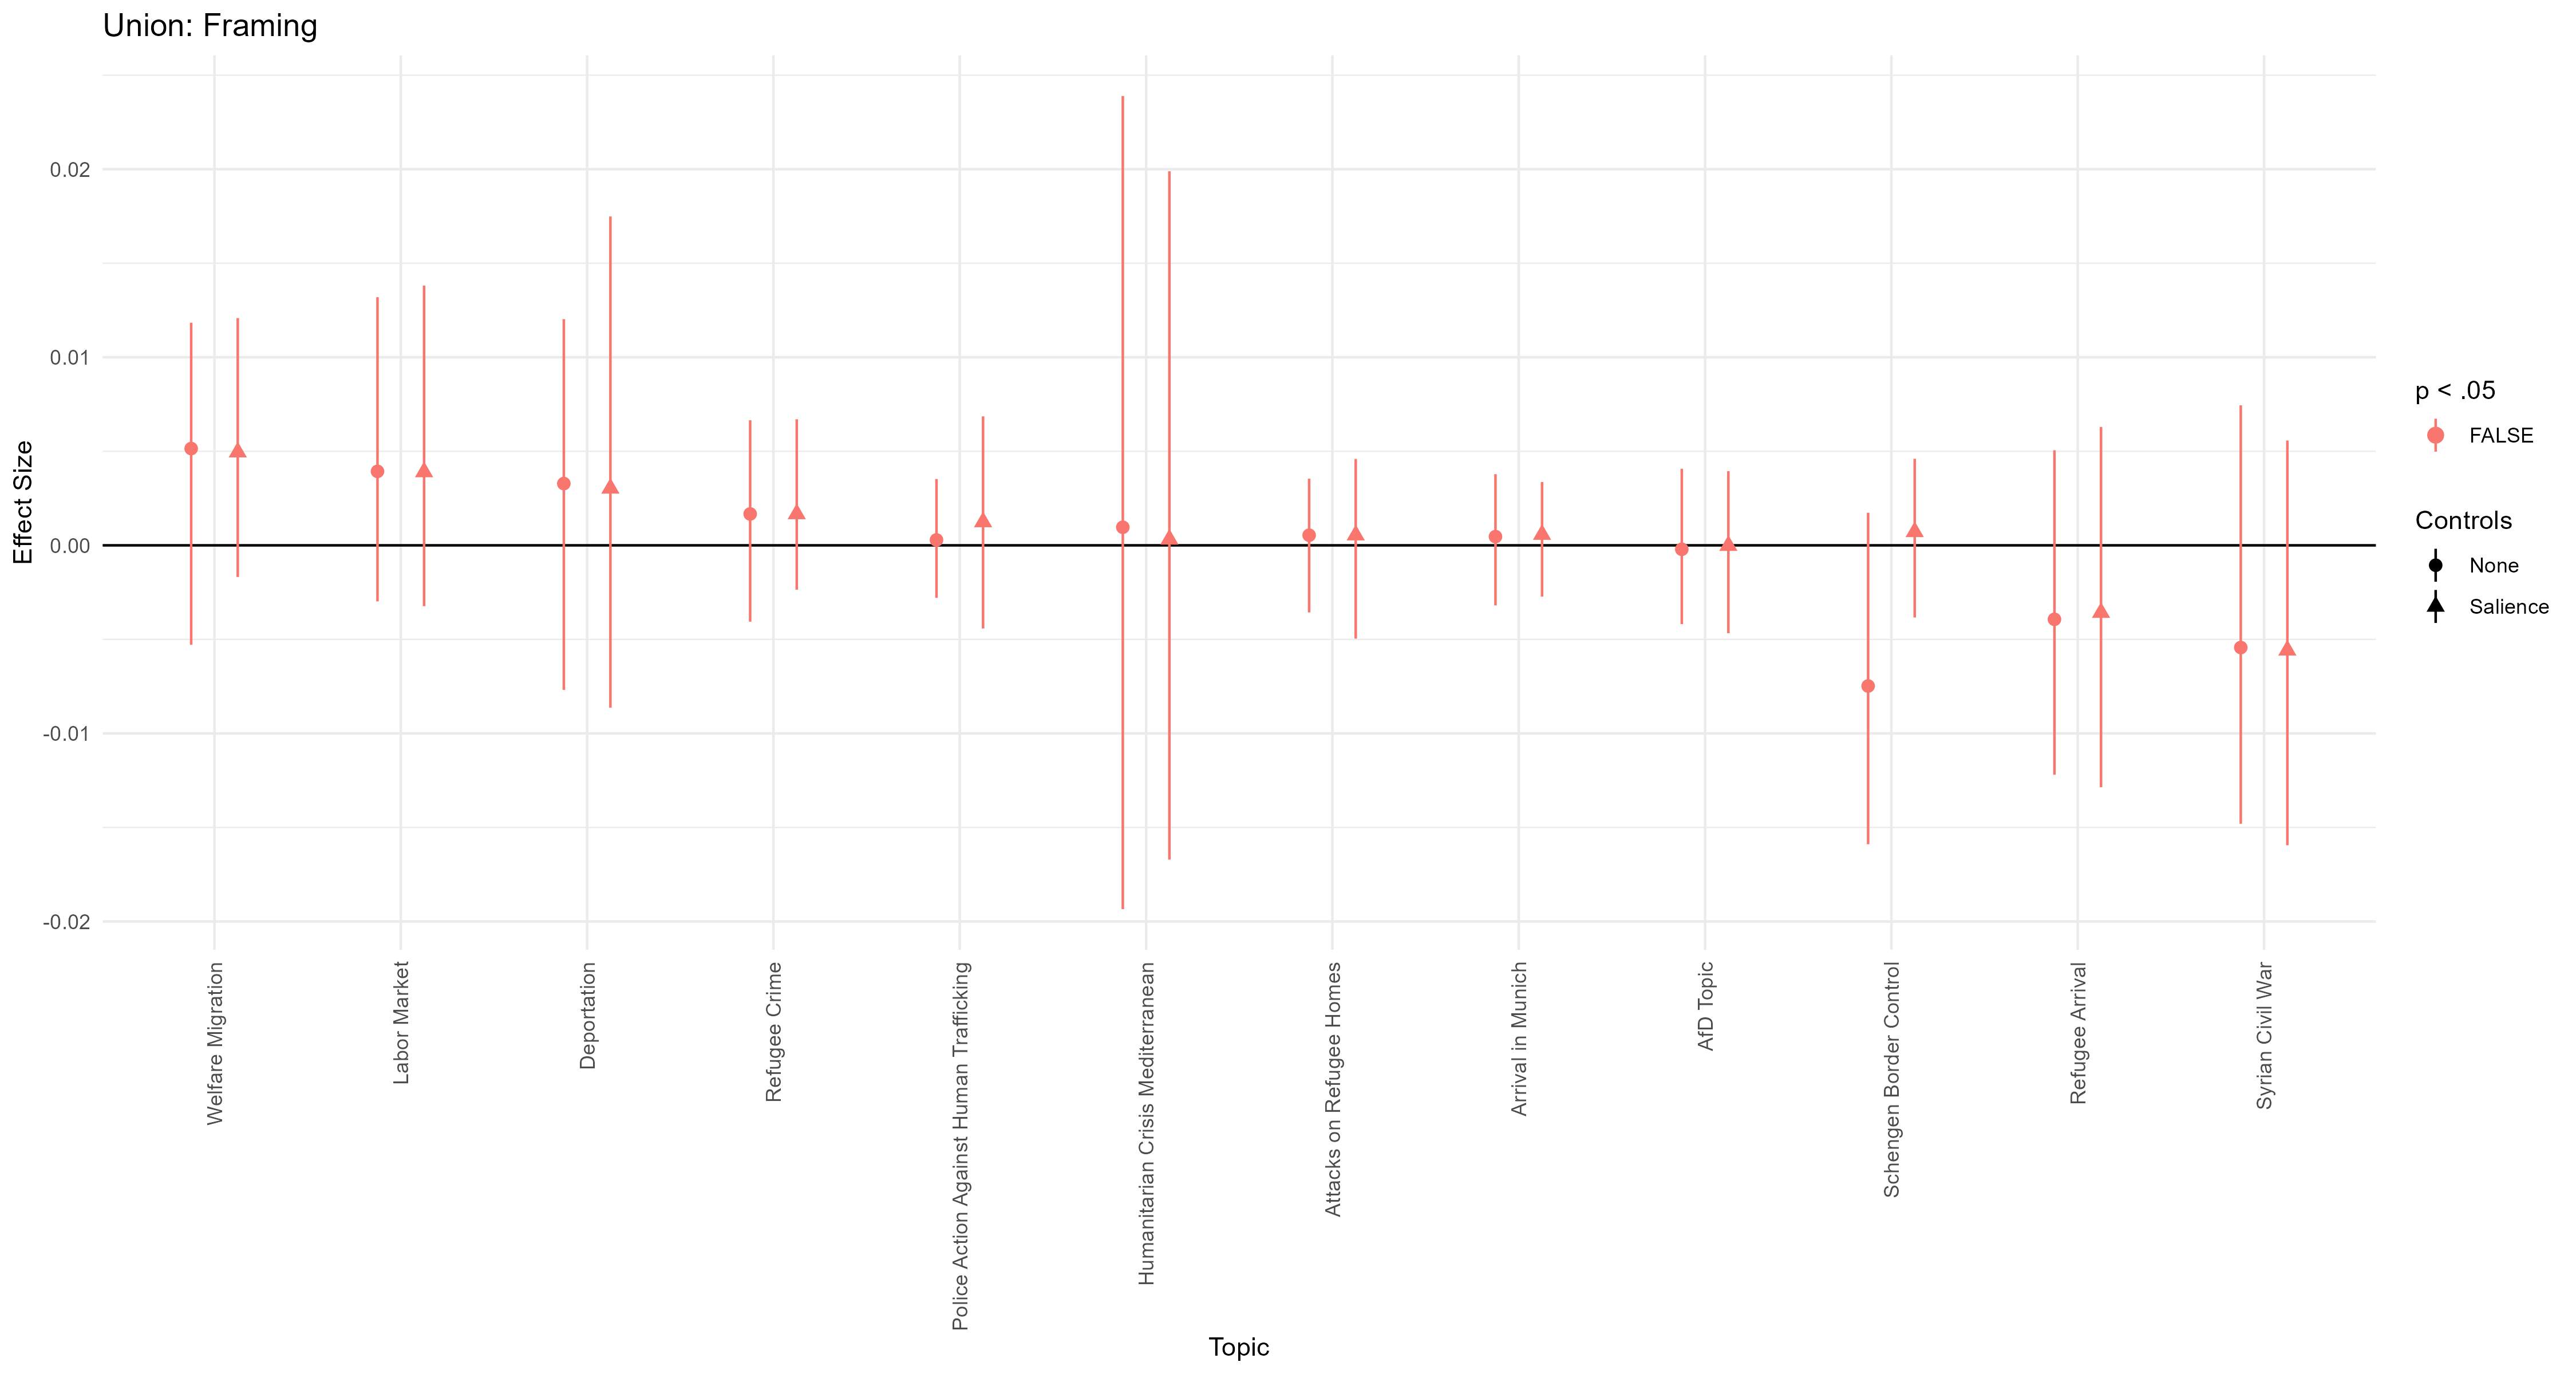 Union: Framing
Effect Size
0.02
0.01
0.00
-0.01
-0.02
Welfare Migration
Labor Market
Deportation
Refugee Crime
Police Action Against Human Trafficking
Humanitarian Crisis Mediterranean
Attacks on Refugee Homes
Arrival in Munich
AfD Topic
Schengen Border Control
Refugee Arrival
Syrian Civil War
Topic
p < .05
FALSE
Controls
None
Salience